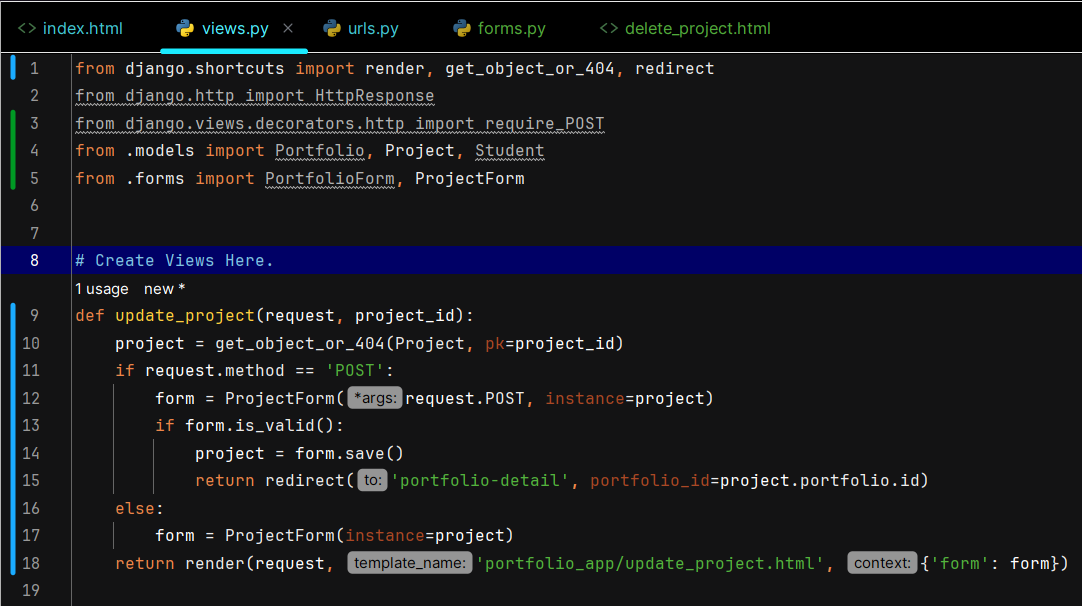 <> index.html views.py × urls.py forms.py <> delete_project.html
1 from django.shortcuts import render, get_object_or_404, redirect
2 from django.http import HttpResponse
3 from django.views.decorators.http import require_POST
4 from .models import Portfolio, Project, Student
5 from .forms import PortfolioForm, ProjectForm
6
7
8 # Create Views Here.
1 usage new *
9 def update_project(request, project_id):
10     project = get_object_or_404(Project, pk=project_id)
11     if request.method == 'POST':
12         form = ProjectForm( *args: request.POST, instance=project)
13         if form.is_valid():
14             project = form.save()
15             return redirect( to: 'portfolio-detail', portfolio_id=project.portfolio.id)
16     else:
17         form = ProjectForm(instance=project)
18     return render(request, template_name: 'portfolio_app/update_project.html', context: {'form': form})
19